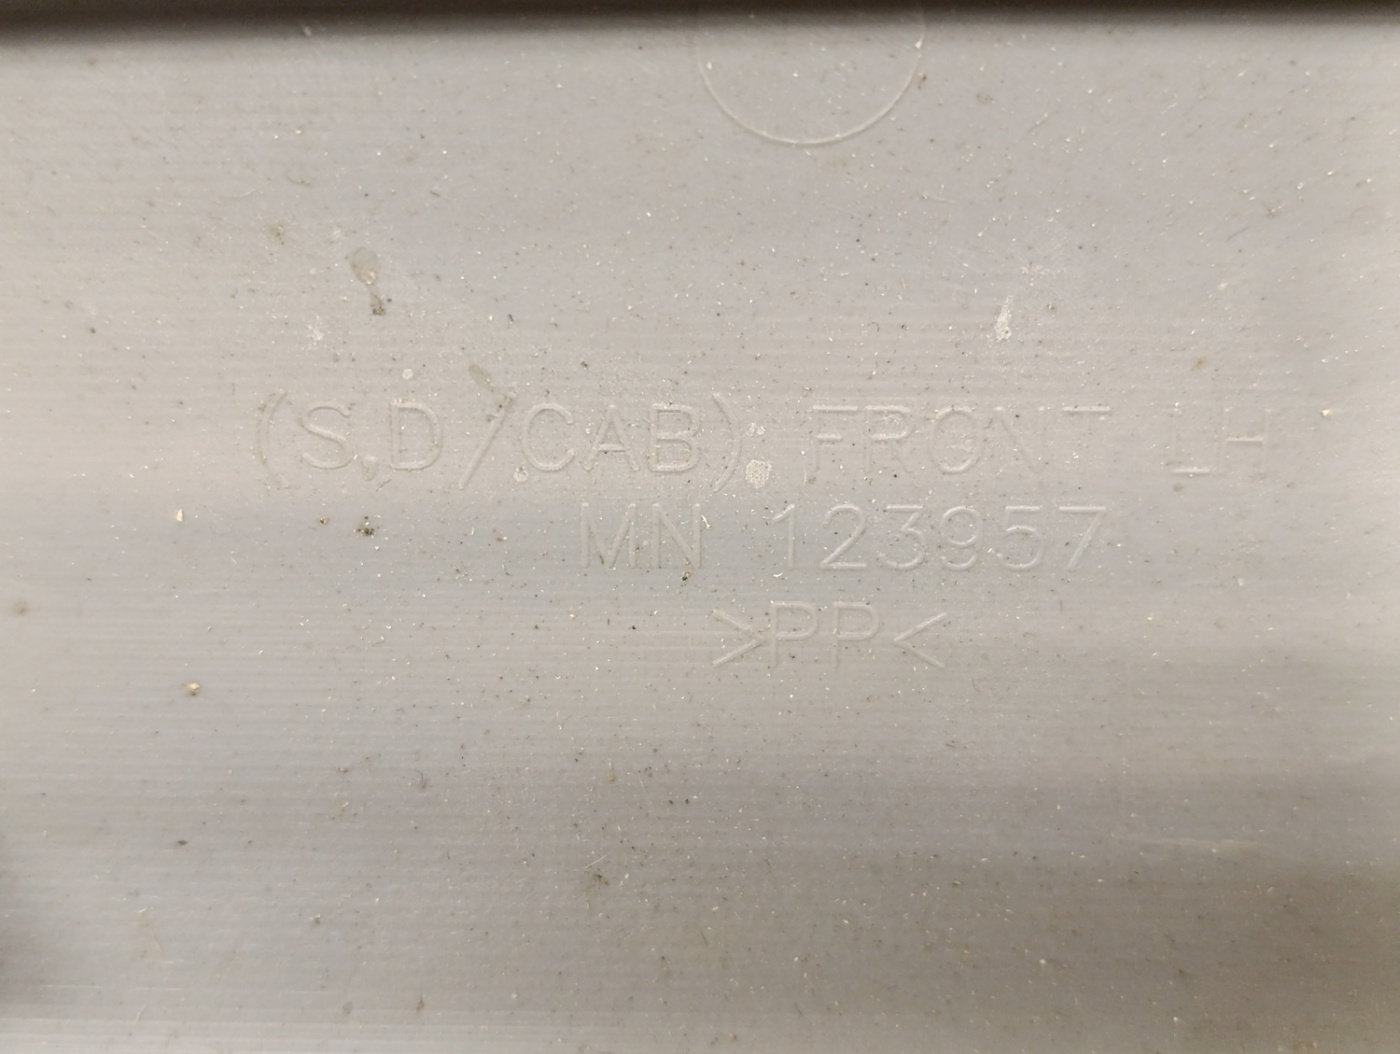 (S,D/CAB). FRONT LH
MN 123957
>PP<